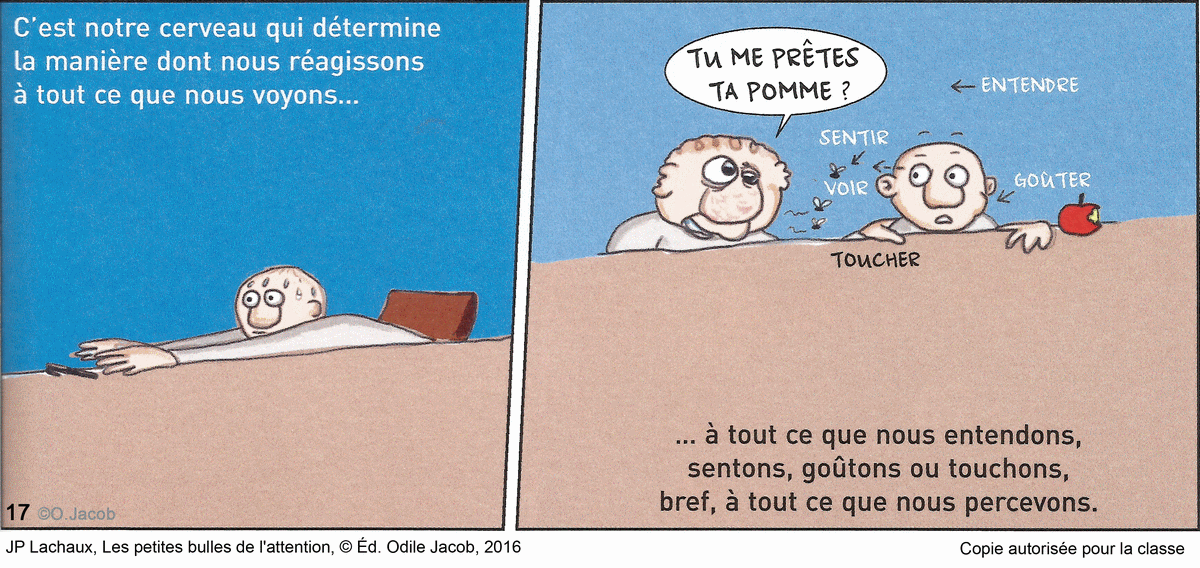 C'est notre cerveau qui détermine
la manière dont nous réagissons
à tout ce que nous voyons...
17 ©O.Jacob
TU ME PRÊTES
TA POMME ?
← ENTENDRE
SENTIR
VOIR
GOÛTER
TOUCHER
... à tout ce que nous entendons,
sentons, goûtons ou touchons,
bref, à tout ce que nous percevons.
JP Lachaux, Les petites bulles de l'attention, © Éd. Odile Jacob, 2016
Copie autorisée pour la classe